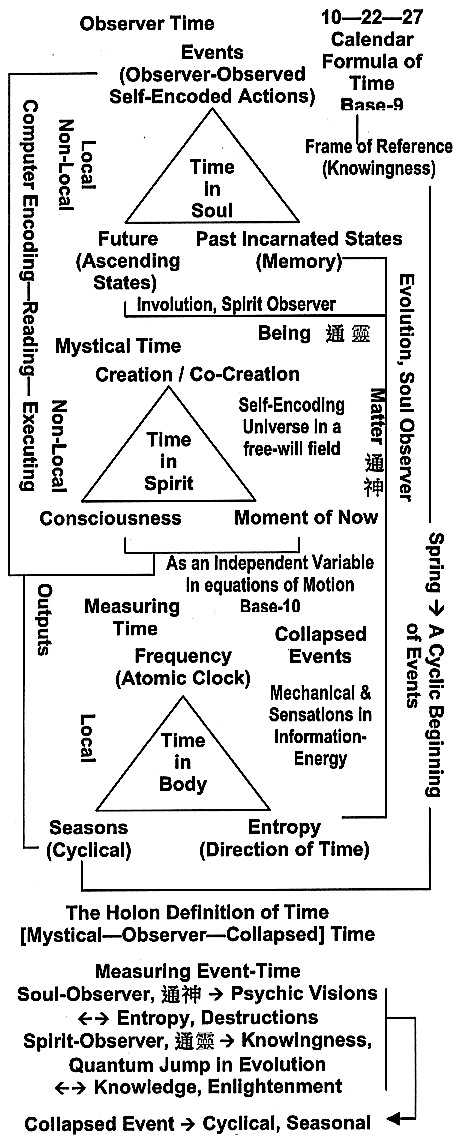 Observer Time
Events
(Observer-Observed
Self-Encoded Actions)
10—22—27
Calendar
Formula of
Time
Base-9
Frame of Reference
(Knowingness)
Computer Encoding—Reading— Executing
Local
Non-Local
Time
in
Soul
Future
(Ascending
States)
Past Incarnated States
(Memory)
Involution, Spirit Observer
Being 通靈
Evolution, Soul Observer
Matter 通神
Mystical Time
Creation / Co-Creation
Non-Local
Time
in
Spirit
Self-Encoding
Universe in a
free-will field
Consciousness
Moment of Now
As an Independent Variable
in equations of Motion
Base-10
Outputs
Measuring
Time
Frequency
(Atomic Clock)
Collapsed
Events
Mechanical &
Sensations in
Information-
Energy
Local
Time
in
Body
Spring → A Cyclic Beginning
of Events
Seasons
(Cyclical)
Entropy
(Direction of Time)
The Holon Definition of Time
[Mystical—Observer—Collapsed] Time
Measuring Event-Time
Soul-Observer, 通神 → Psychic Visions
←→ Entropy, Destructions
Spirit-Observer, 通靈 → Knowingness,
Quantum Jump in Evolution
←→ Knowledge, Enlightenment
Collapsed Event → Cyclical, Seasonal